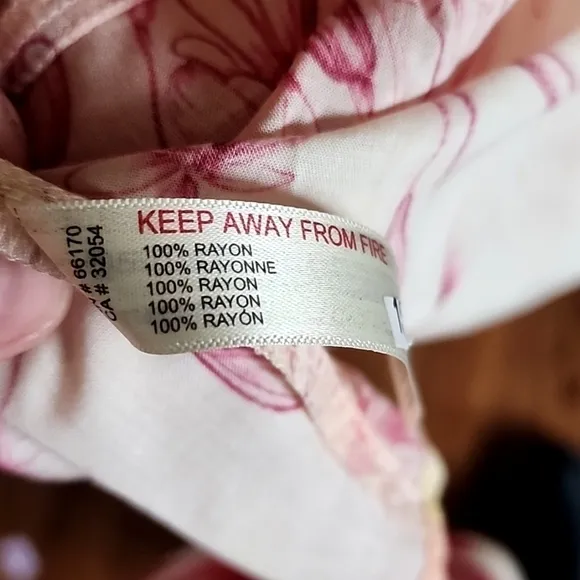 KEEP AWAY FROM FIRE
100% RAYON
100% RAYONNE
100% RAYON
100% RAYON
100% RAYÓN
# 66170
CA # 32054